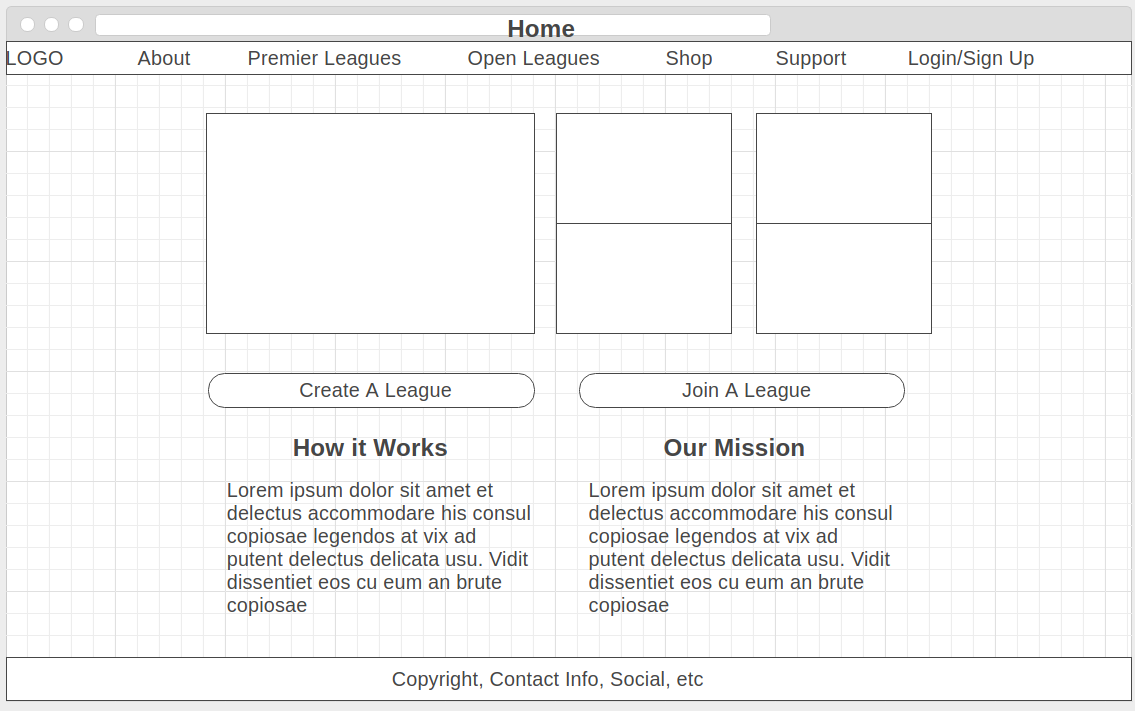 Home
LOGO About Premier Leagues Open Leagues Shop Support Login/Sign Up
Create A League Join A League
How it Works
Lorem ipsum dolor sit amet et
delectus accommodare his consul
copiosae legendos at vix ad
putent delectus delicata usu. Vidit
dissentiet eos cu eum an brute
copiosae
Our Mission
Lorem ipsum dolor sit amet et
delectus accommodare his consul
copiosae legendos at vix ad
putent delectus delicata usu. Vidit
dissentiet eos cu eum an brute
copiosae
Copyright, Contact Info, Social, etc